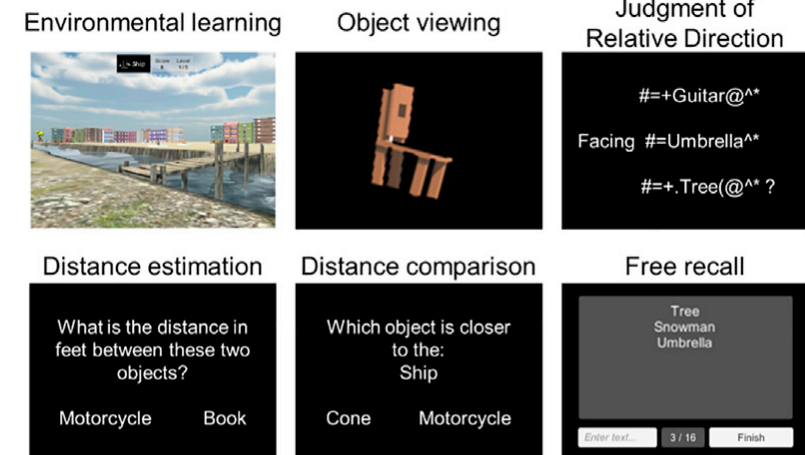 Environmental learning
Object viewing
Judgment of
Relative Direction
Ship
Score
Level
#=+Guitar@^*
Facing #=Umbrella^*
#=+.Tree(@^* ?
Distance estimation
Distance comparison
Free recall
What is the distance in
feet between these two
objects?
Motorcycle Book
Which object is closer
to the:
Ship
Cone Motorcycle
Tree
Snowman
Umbrella
Enter text... 3 / 16 Finish